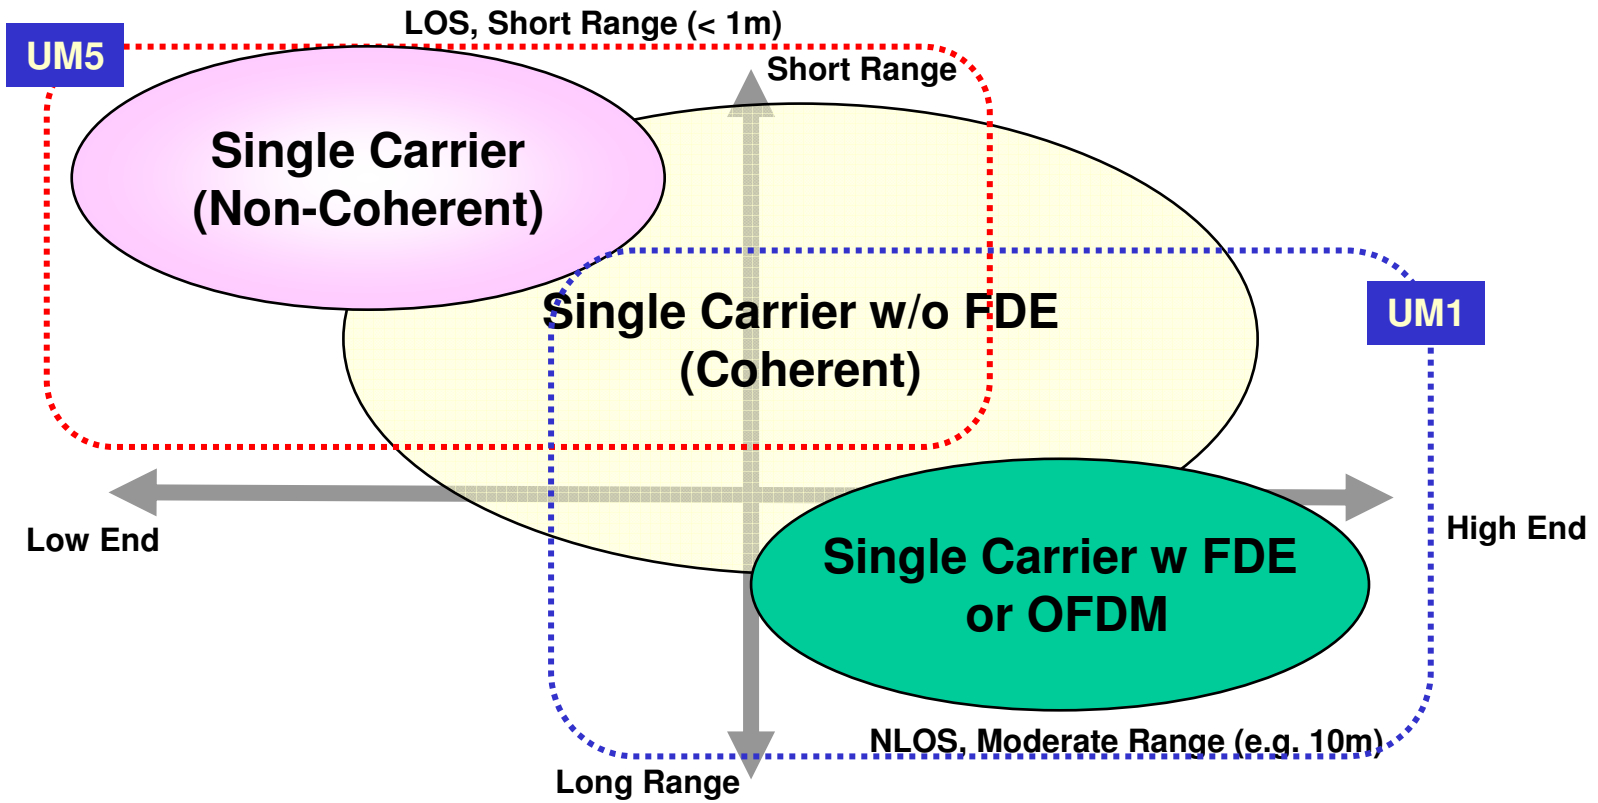 LOS, Short Range (< 1m)
UM5
Short Range
Single Carrier
(Non-Coherent)
Single Carrier w/o FDE
(Coherent)
UM1
Low End
High End
Single Carrier w FDE
or OFDM
NLOS, Moderate Range (e.g. 10m)
Long Range